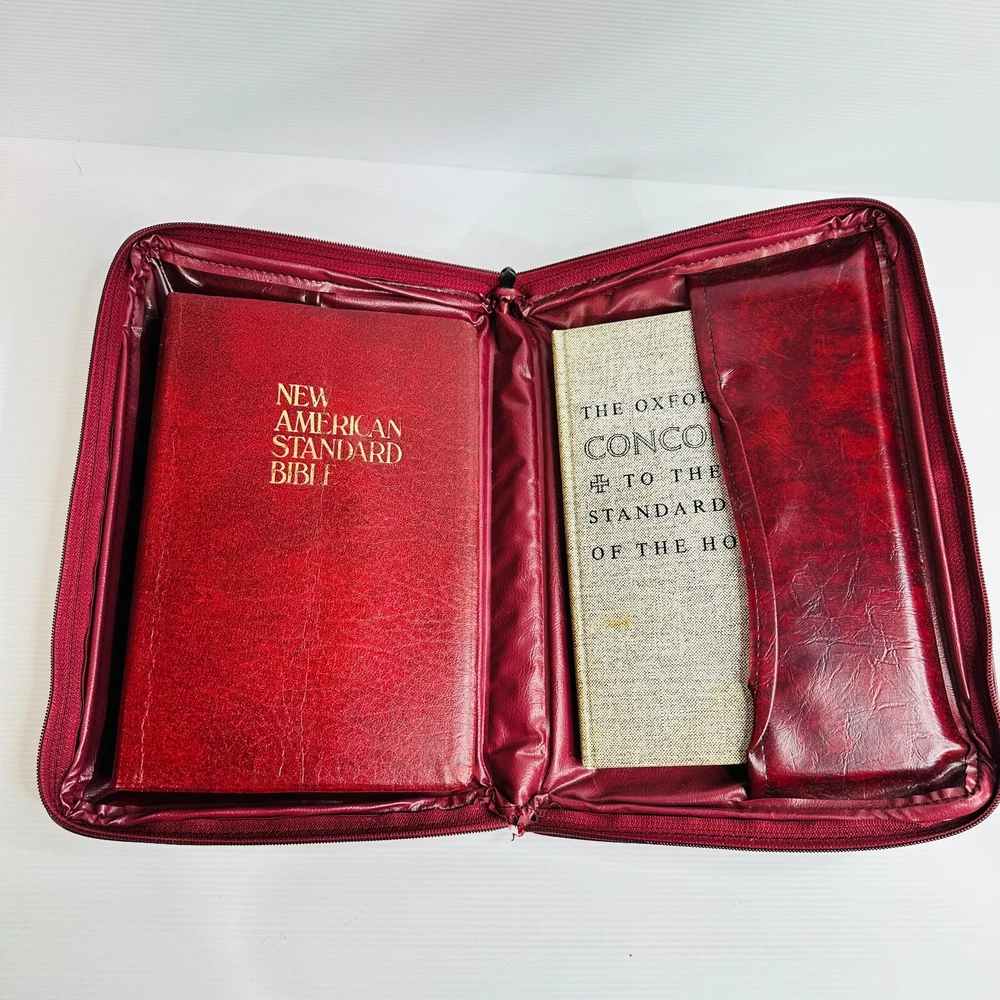 NEW
AMERICAN
STANDARD
BIBLE
THE OXFOR
CONCO
TO THE
STANDARD
OF THE HO